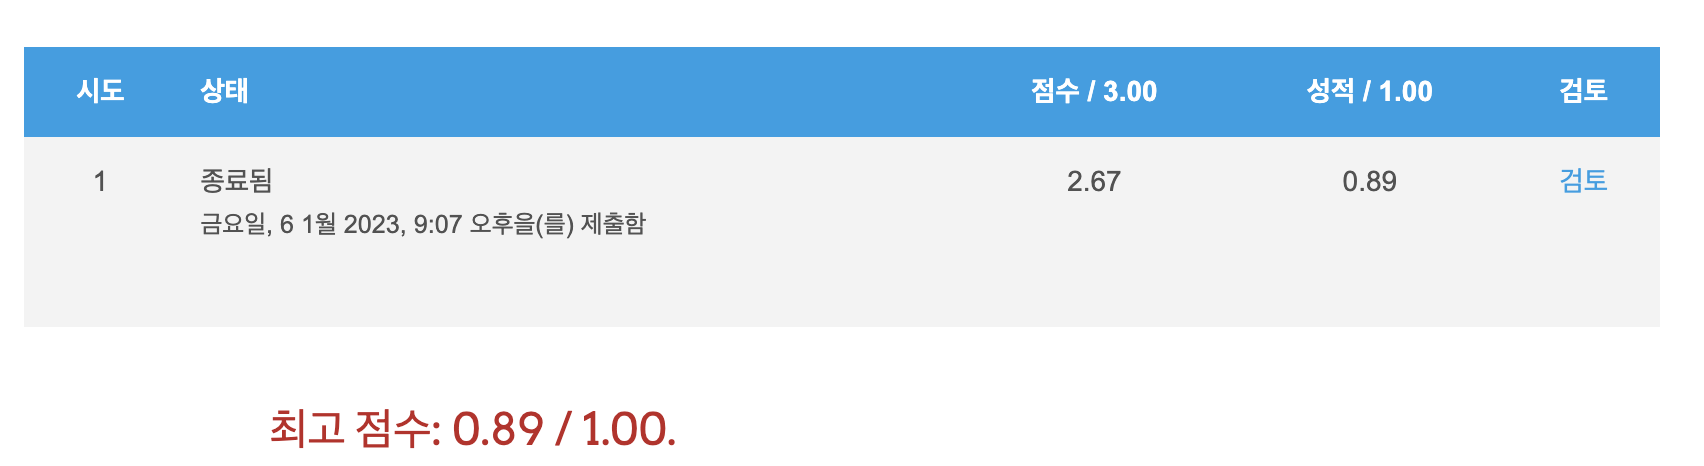 시도 상태 점수 / 3.00 성적 / 1.00 검토
1 종료됨 2.67 0.89 검토
금요일, 6 1월 2023, 9:07 오후을(를) 제출함
최고 점수: 0.89 / 1.00.